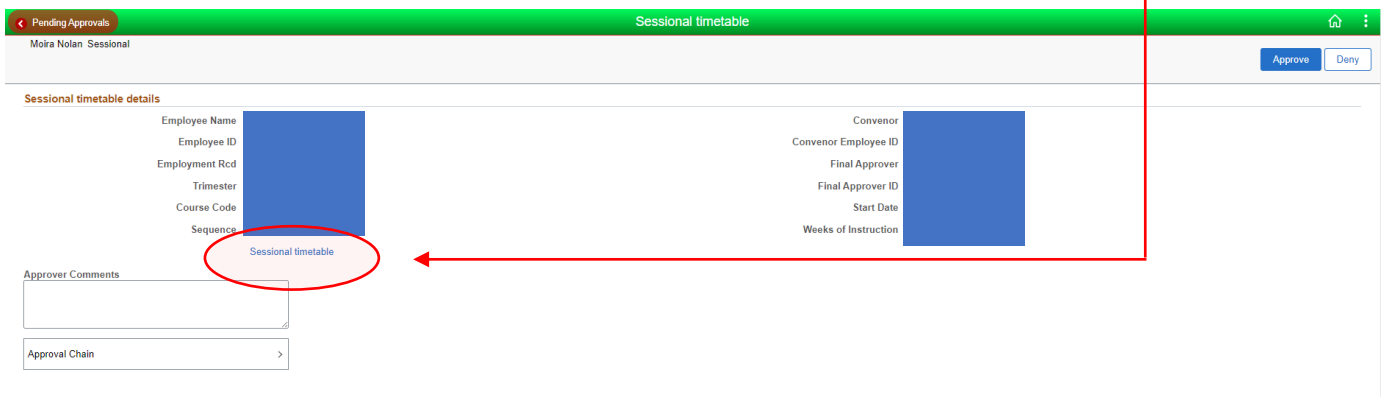 Pending Approvals
Sessional timetable
Moira Nolan Sessional
Approve
Deny
Sessional timetable details
Employee Name
Convenor
Employee ID
Convenor Employee ID
Employment Rcd
Final Approver
Trimester
Final Approver ID
Course Code
Start Date
Sequence
Weeks of Instruction
Sessional timetable
Approver Comments
Approval Chain